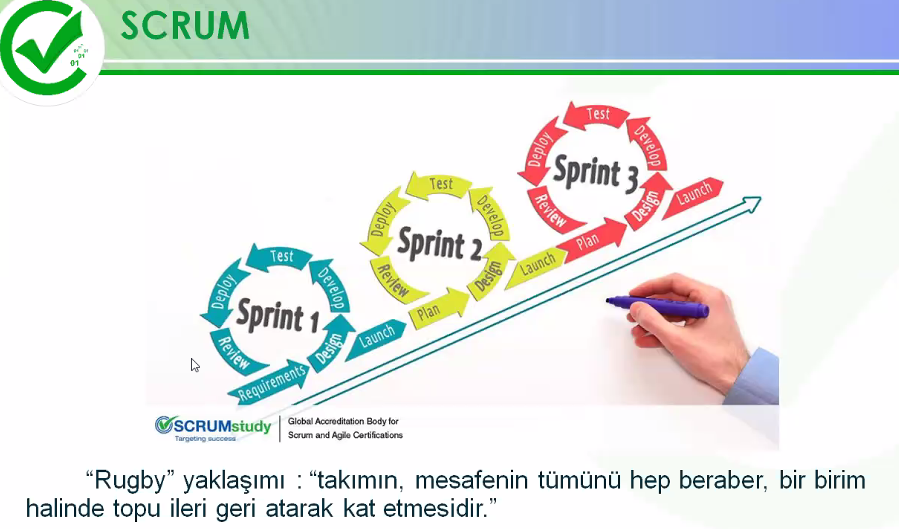 SCRUM
Test
Deploy
Develop
Sprint 3
Review
Design
Launch
Plan
Test
Deploy
Develop
Sprint 2
Review
Design
Launch
Plan
Test
Deploy
Develop
Sprint 1
Review
Design
Launch
Requirements
SCRUMstudy
Targeting success
Global Accreditation Body for
Scrum and Agile Certifications
“Rugby” yaklaşımı : “takımın, mesafenin tümünü hep beraber, bir birim
halinde topu ileri geri atarak kat etmesidir.”